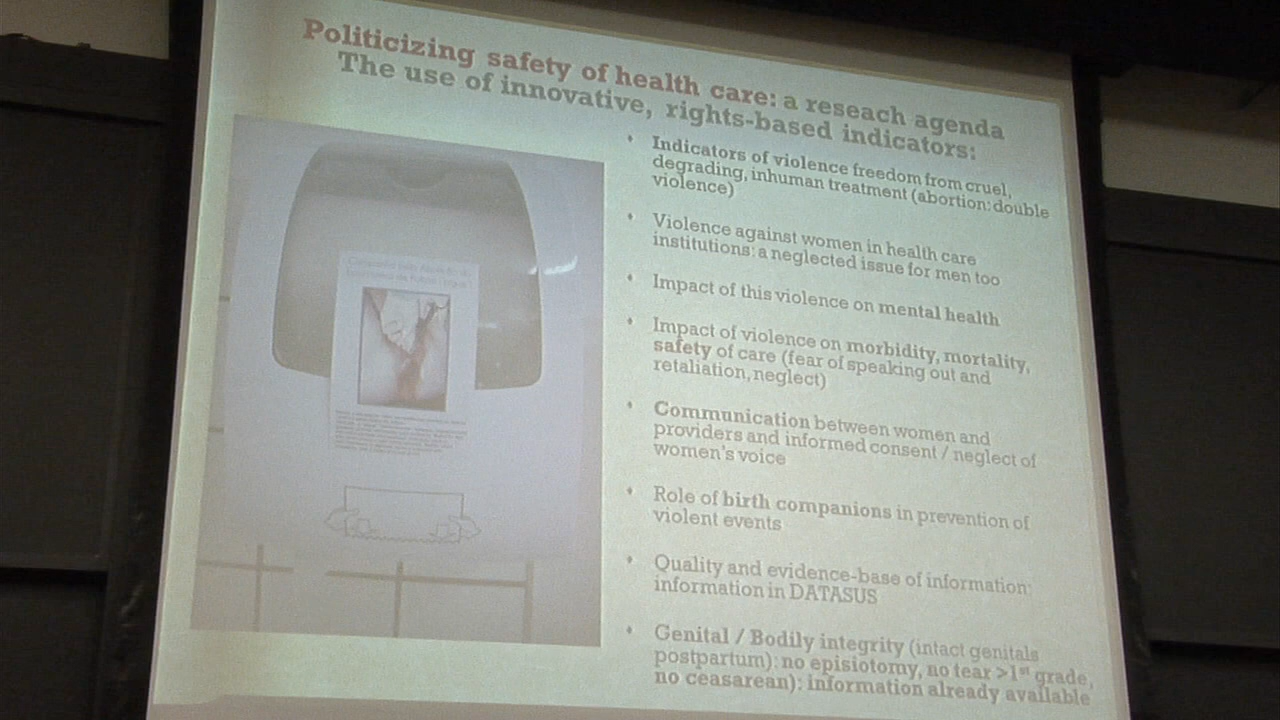 Politicizing safety of health care: a reseach agenda
The use of innovative, rights-based indicators:
Indicators of violence freedom from cruel,
degrading, inhuman treatment (abortion: double
violence)
Violence against women in health care
institutions: a neglected issue for men too
Impact of this violence on mental health
Impact of violence on morbidity, mortality,
safety of care (fear of speaking out and
retaliation, neglect)
Communication between women and
providers and informed consent / neglect of
women's voice
Role of birth companions in prevention of
violent events
Quality and evidence-base of information:
information in DATASUS
Genital / Bodily integrity (intact genitals
postpartum): no episiotomy, no tear >1st grade,
no ceasarean): information already available